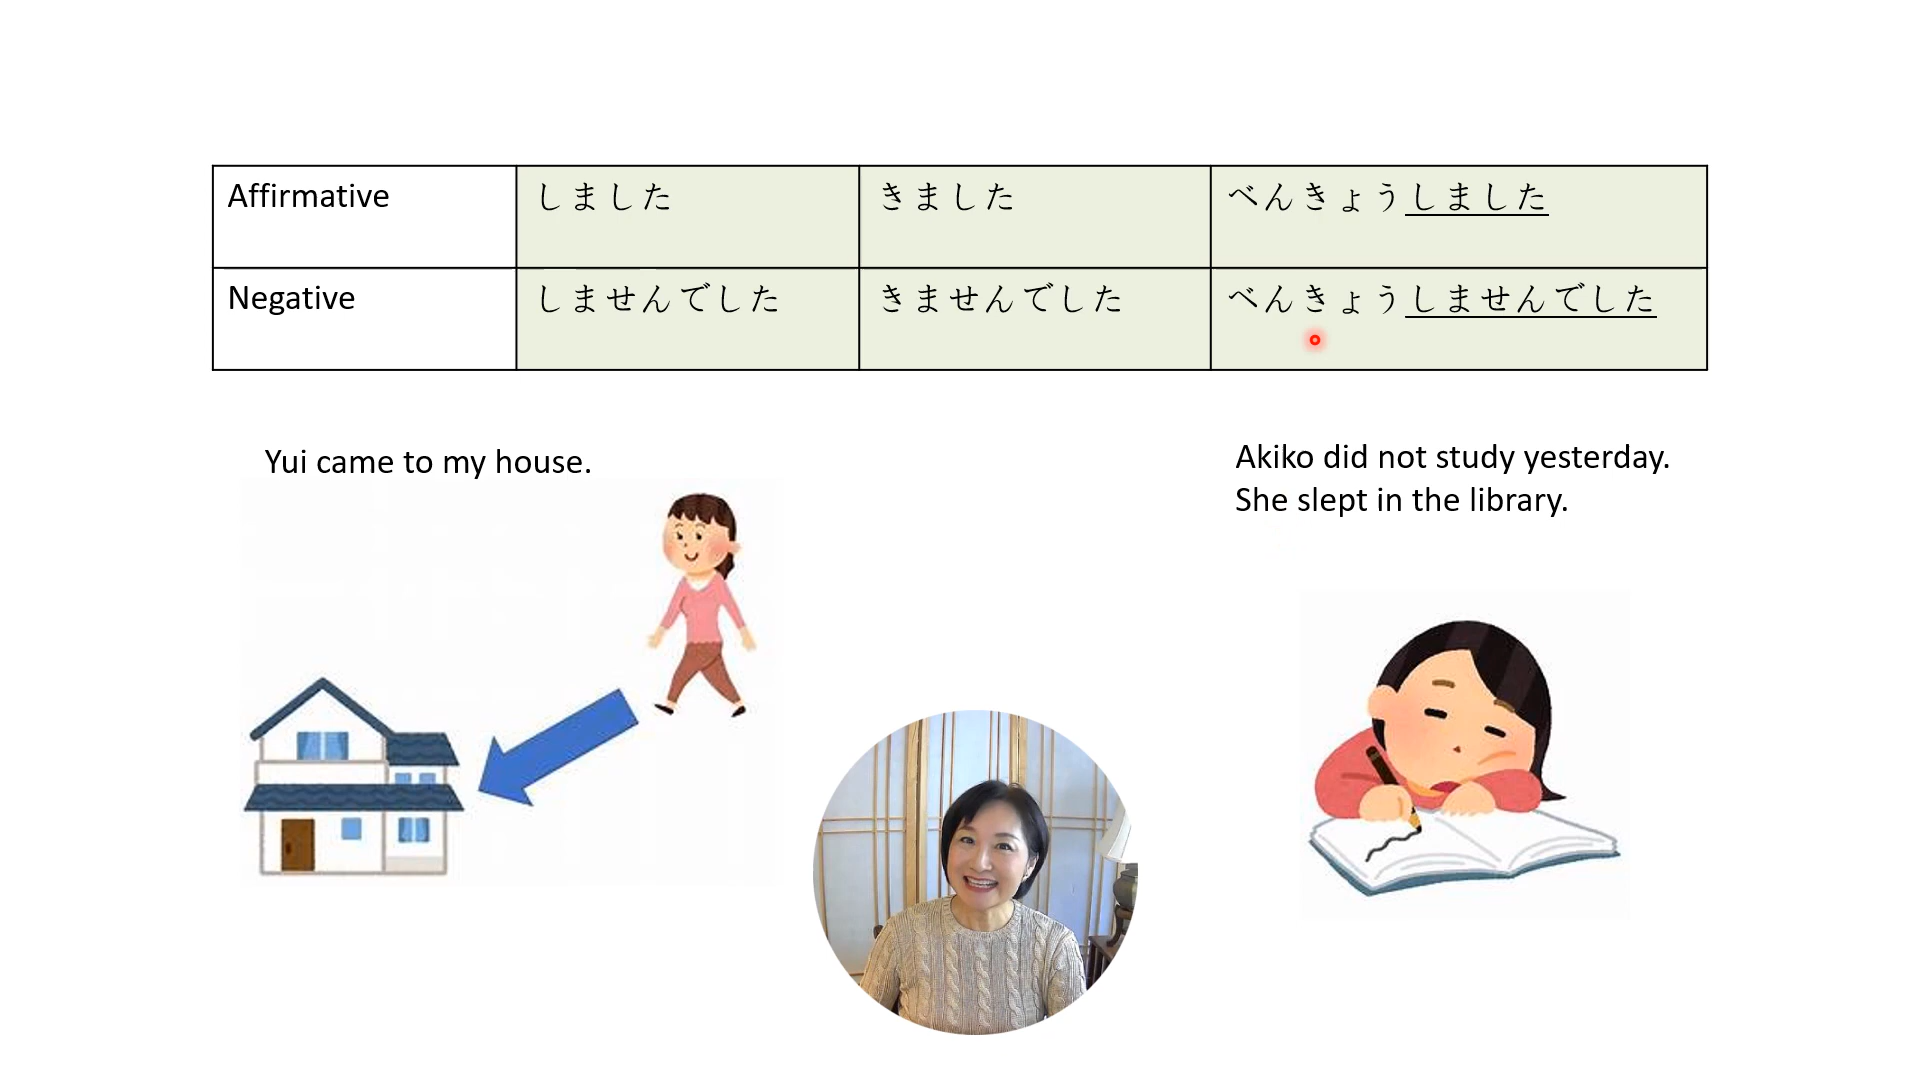 Affirmative しました きました べんきょうしました
Negative しませんでした きませんでした べんきょうしませんでした
Yui came to my house.
Akiko did not study yesterday.
She slept in the library.